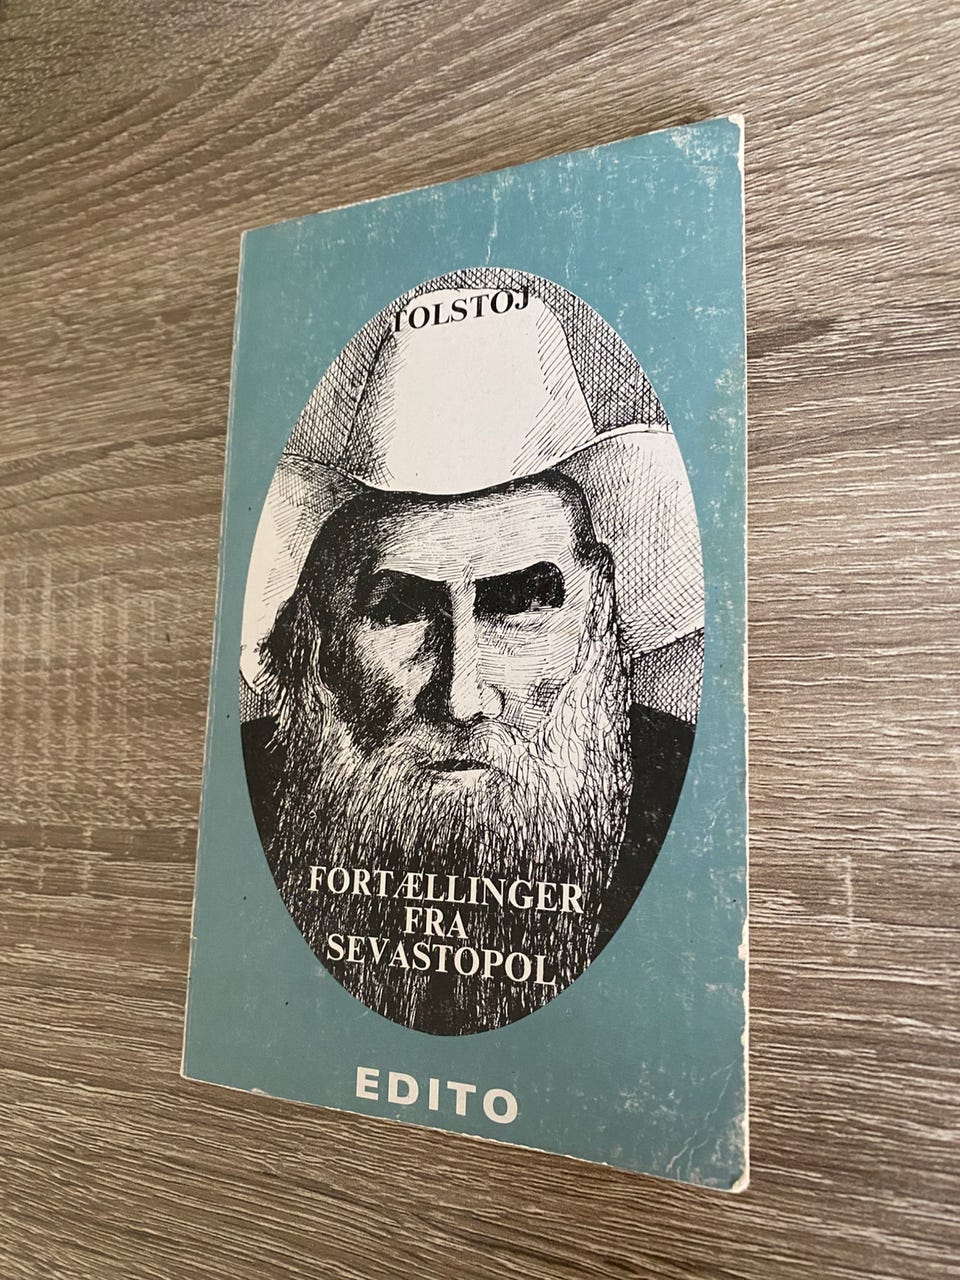 TOLSTOJ
FORTÆLLINGER
FRA
SEVASTOPOL
EDITO